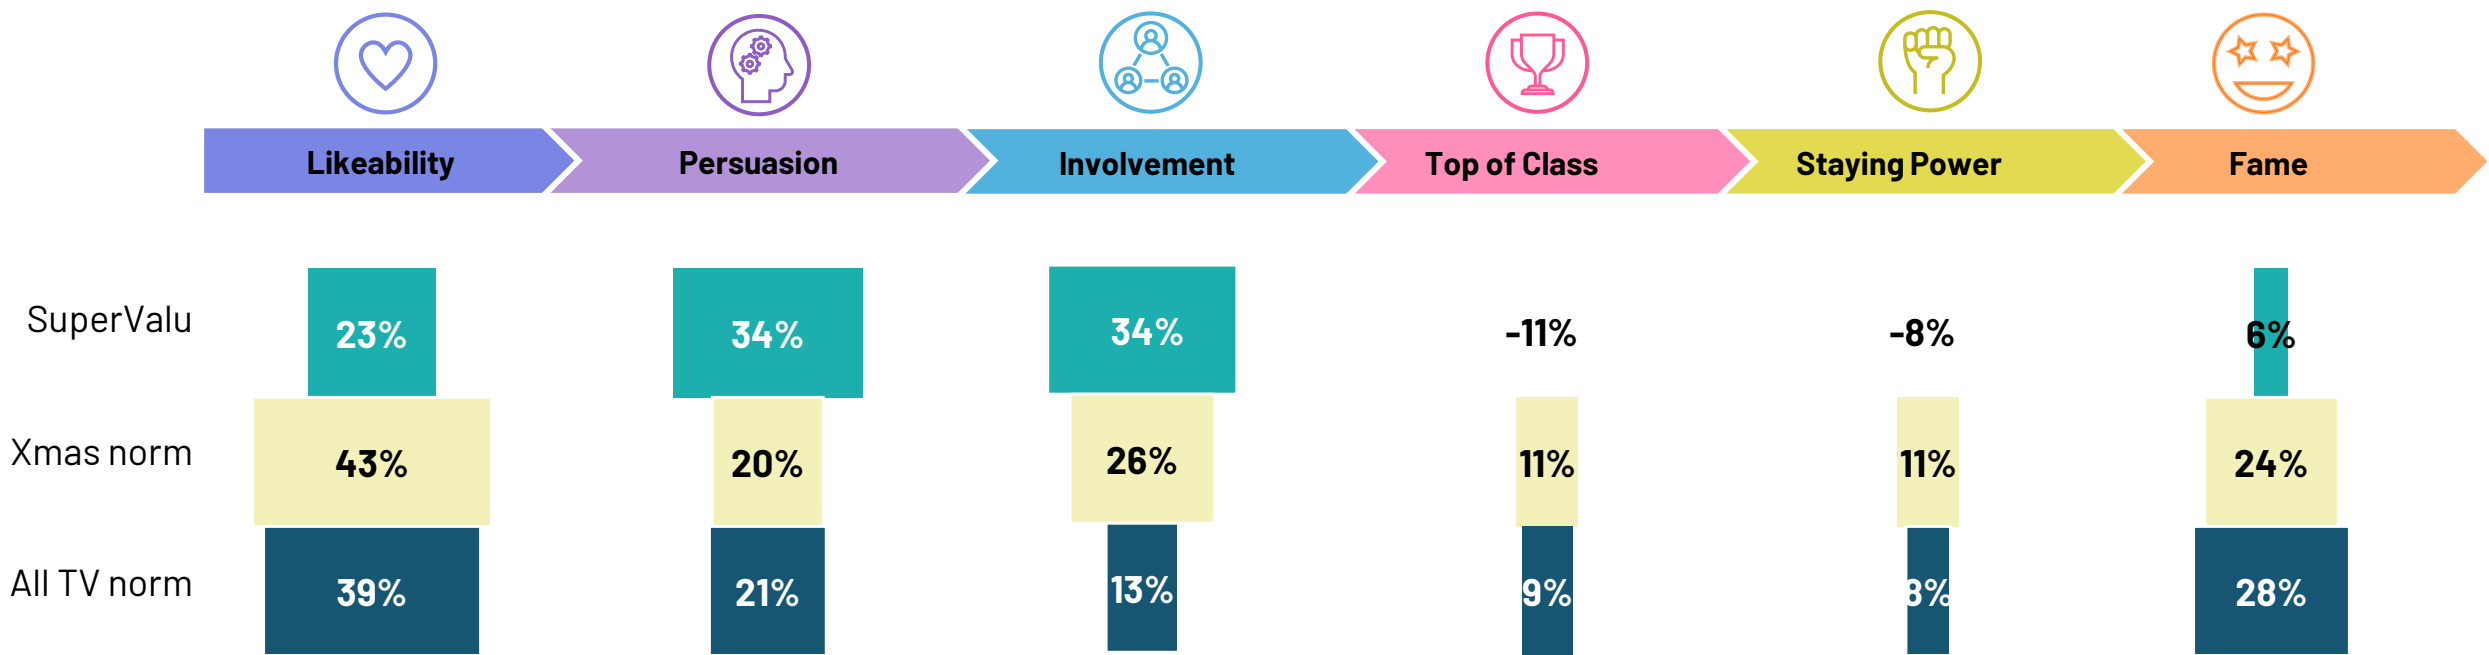 Likeability Persuasion Involvement Top of Class Staying Power Fame
SuperValu 23% 34% 34% -11% -8% 6%
Xmas norm 43% 20% 26% 11% 11% 24%
All TV norm 39% 21% 13% 9% 8% 28%